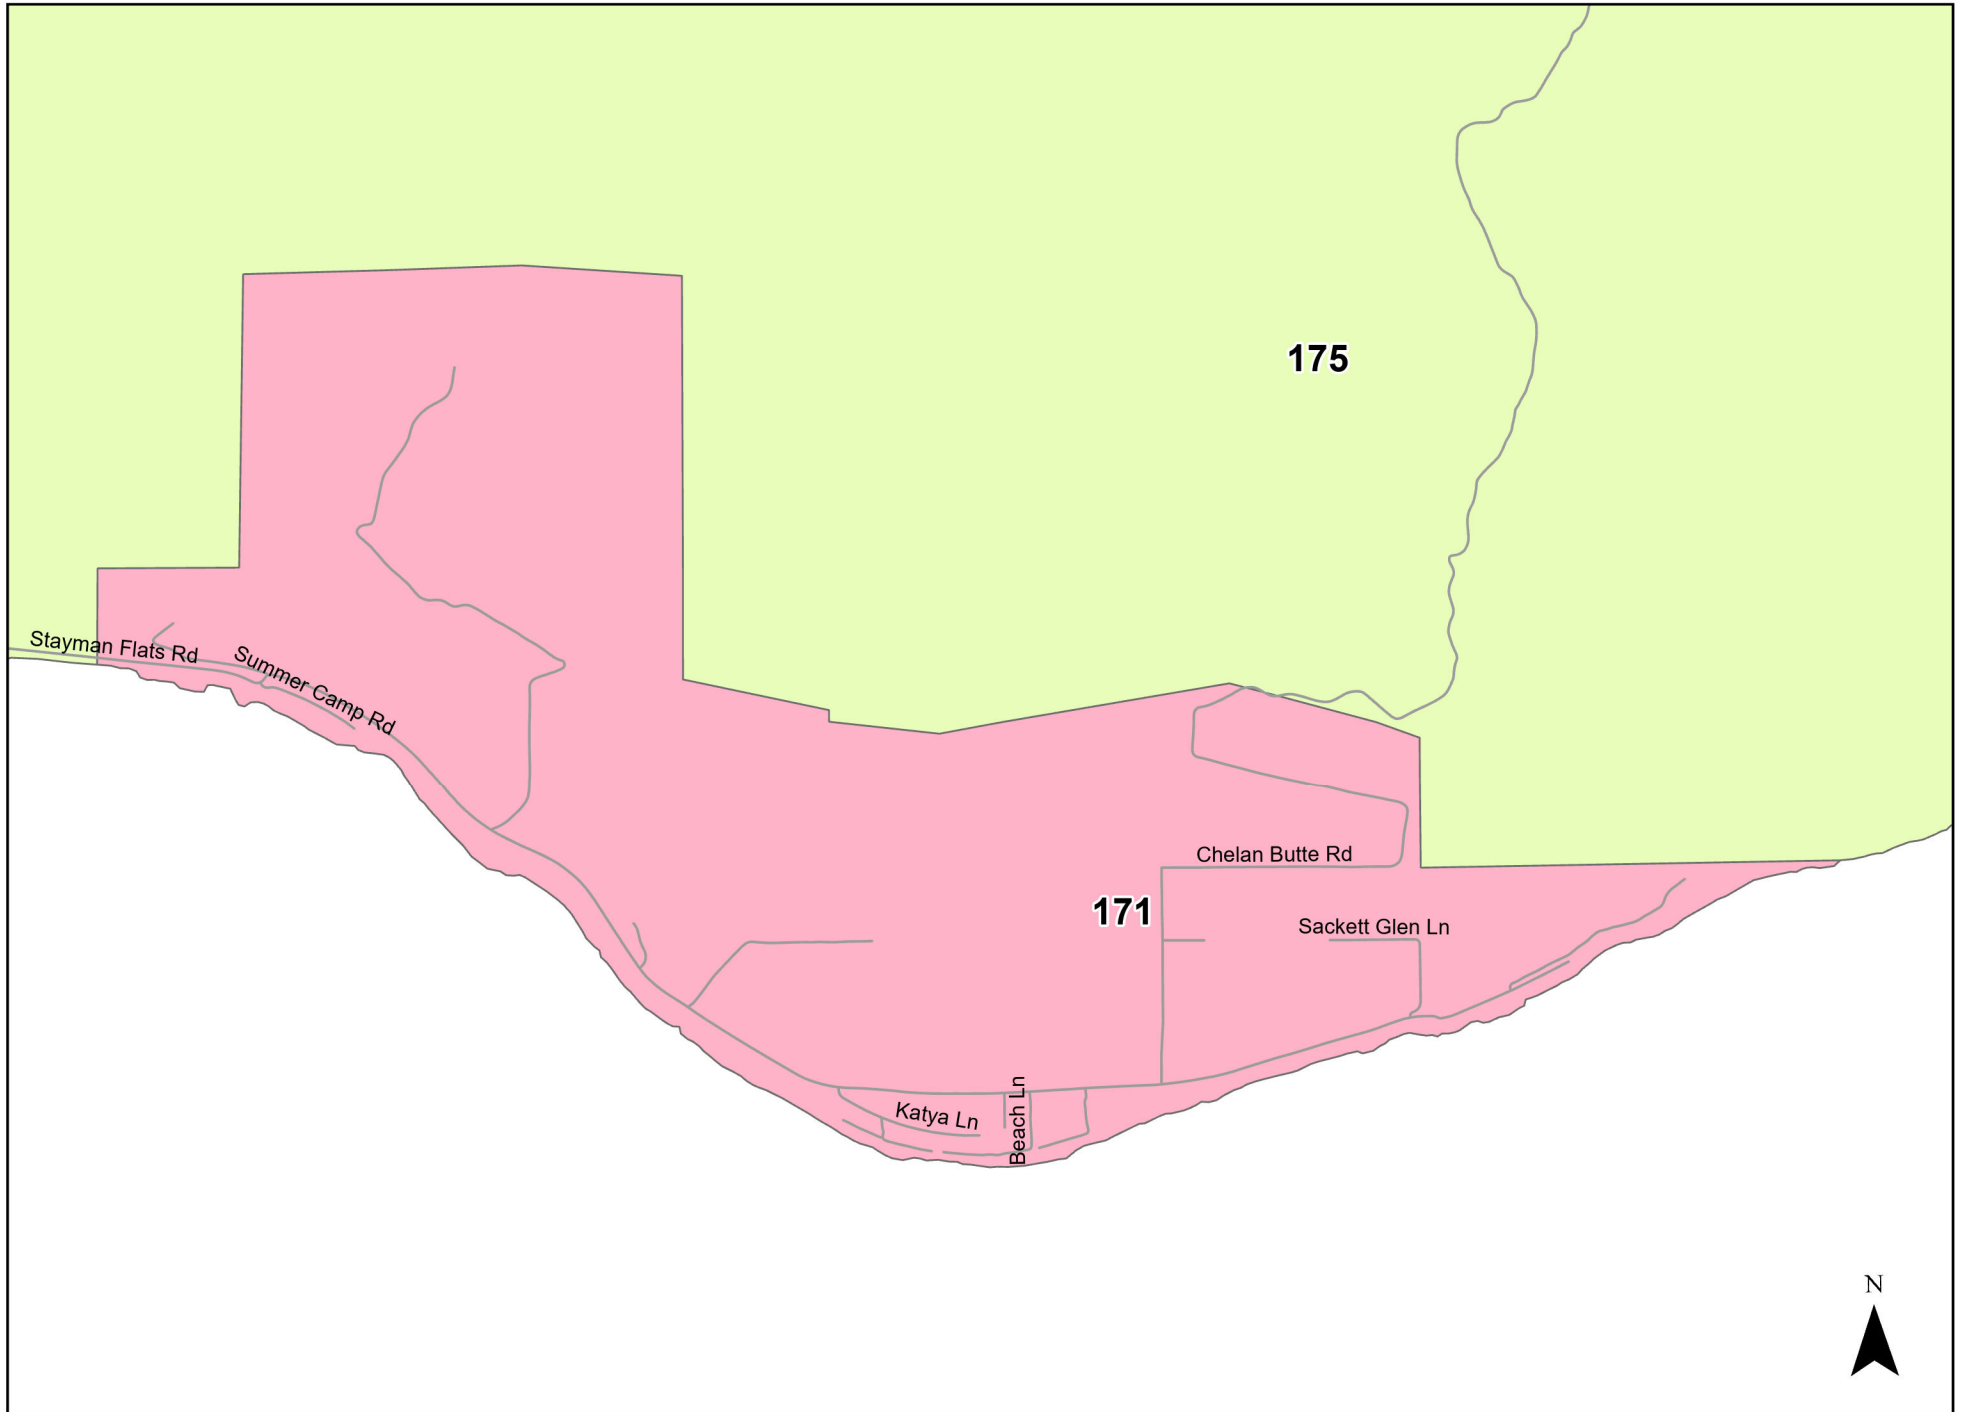 175
Stayman Flats Rd
Summer Camp Rd
Chelan Butte Rd
171
Sackett Glen Ln
Katya Ln
Beach Ln
N